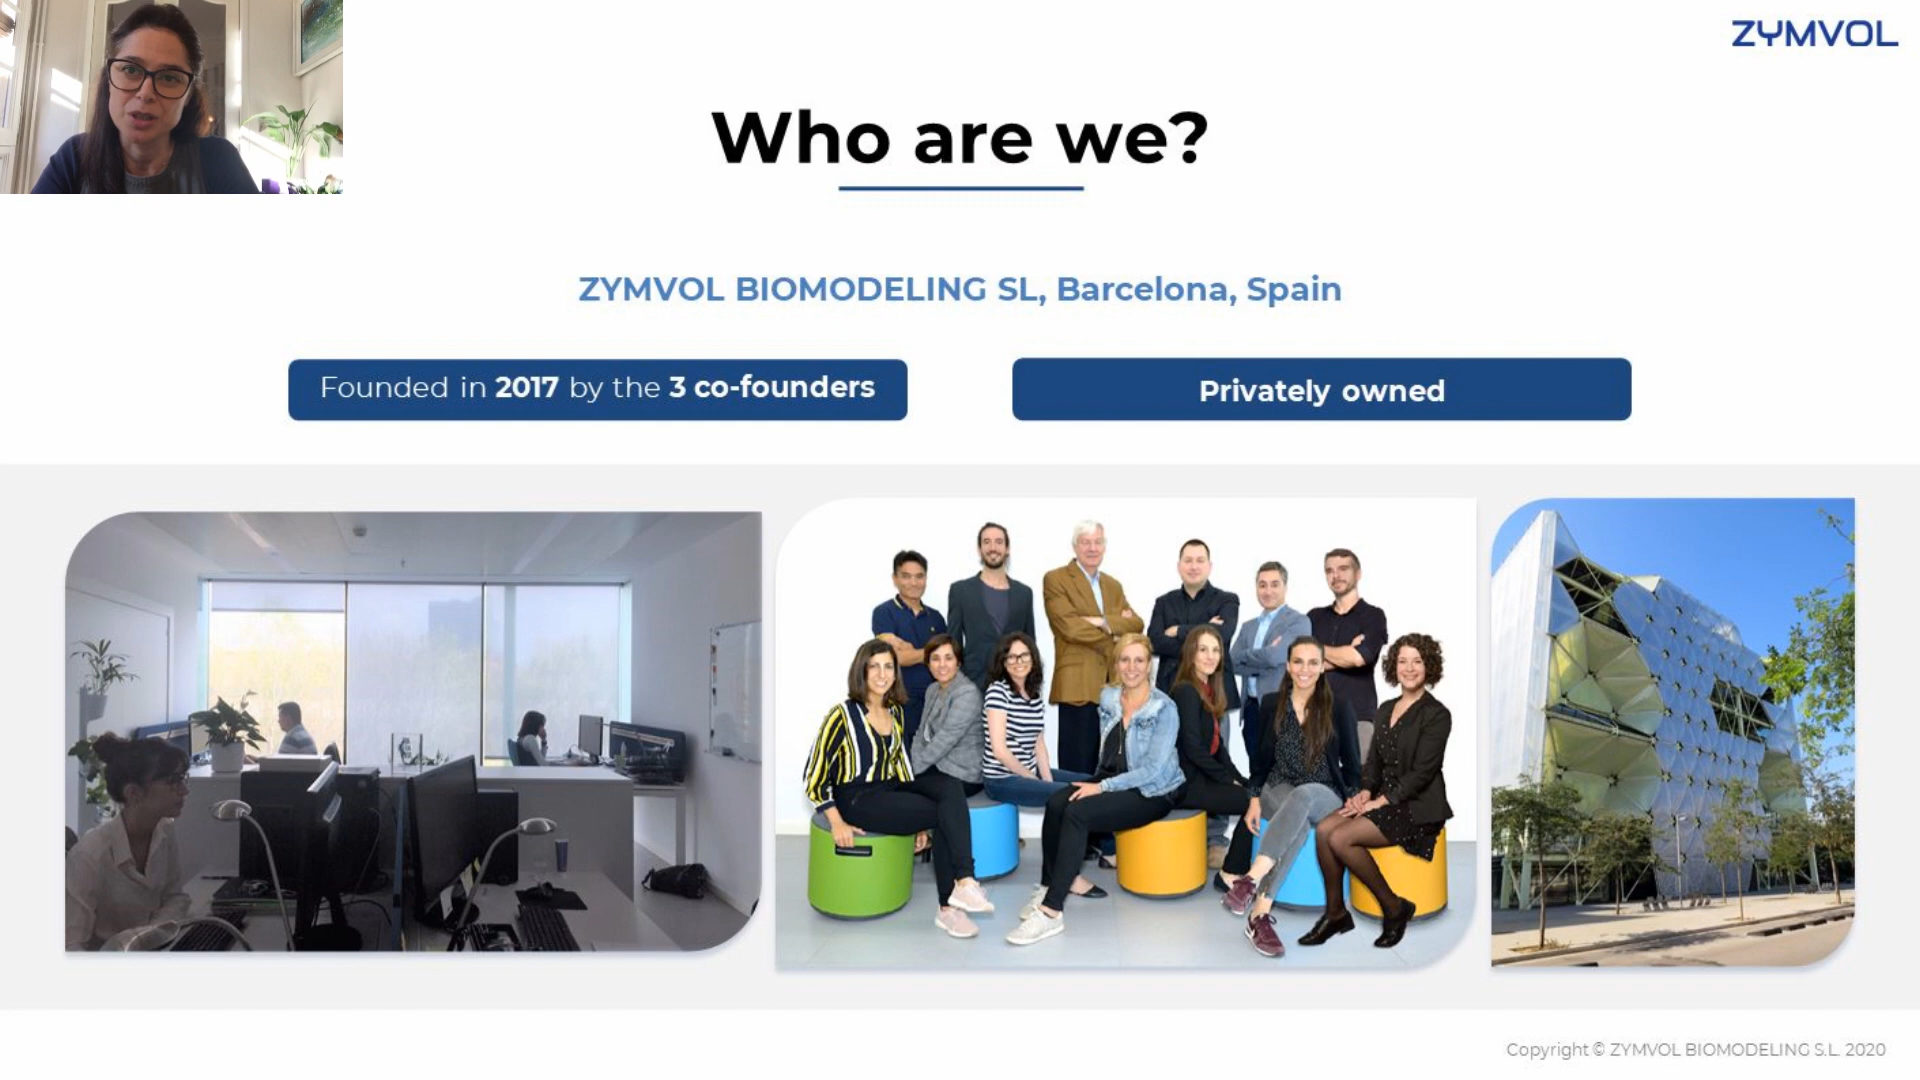 ZYMVOL
Who are we?
ZYMVOL BIOMODELING SL, Barcelona, Spain
Founded in 2017 by the 3 co-founders
Privately owned
Copyright © ZYMVOL BIOMODELING S.L. 2020